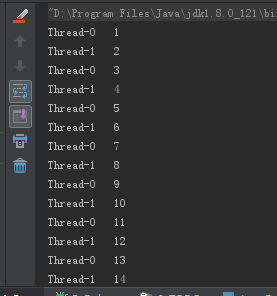 "D:\Program Files\Java\jdk1.8.0_121\bi
Thread-0 1
Thread-1 2
Thread-0 3
Thread-1 4
Thread-0 5
Thread-1 6
Thread-0 7
Thread-1 8
Thread-0 9
Thread-1 10
Thread-0 11
Thread-1 12
Thread-0 13
Thread-1 14